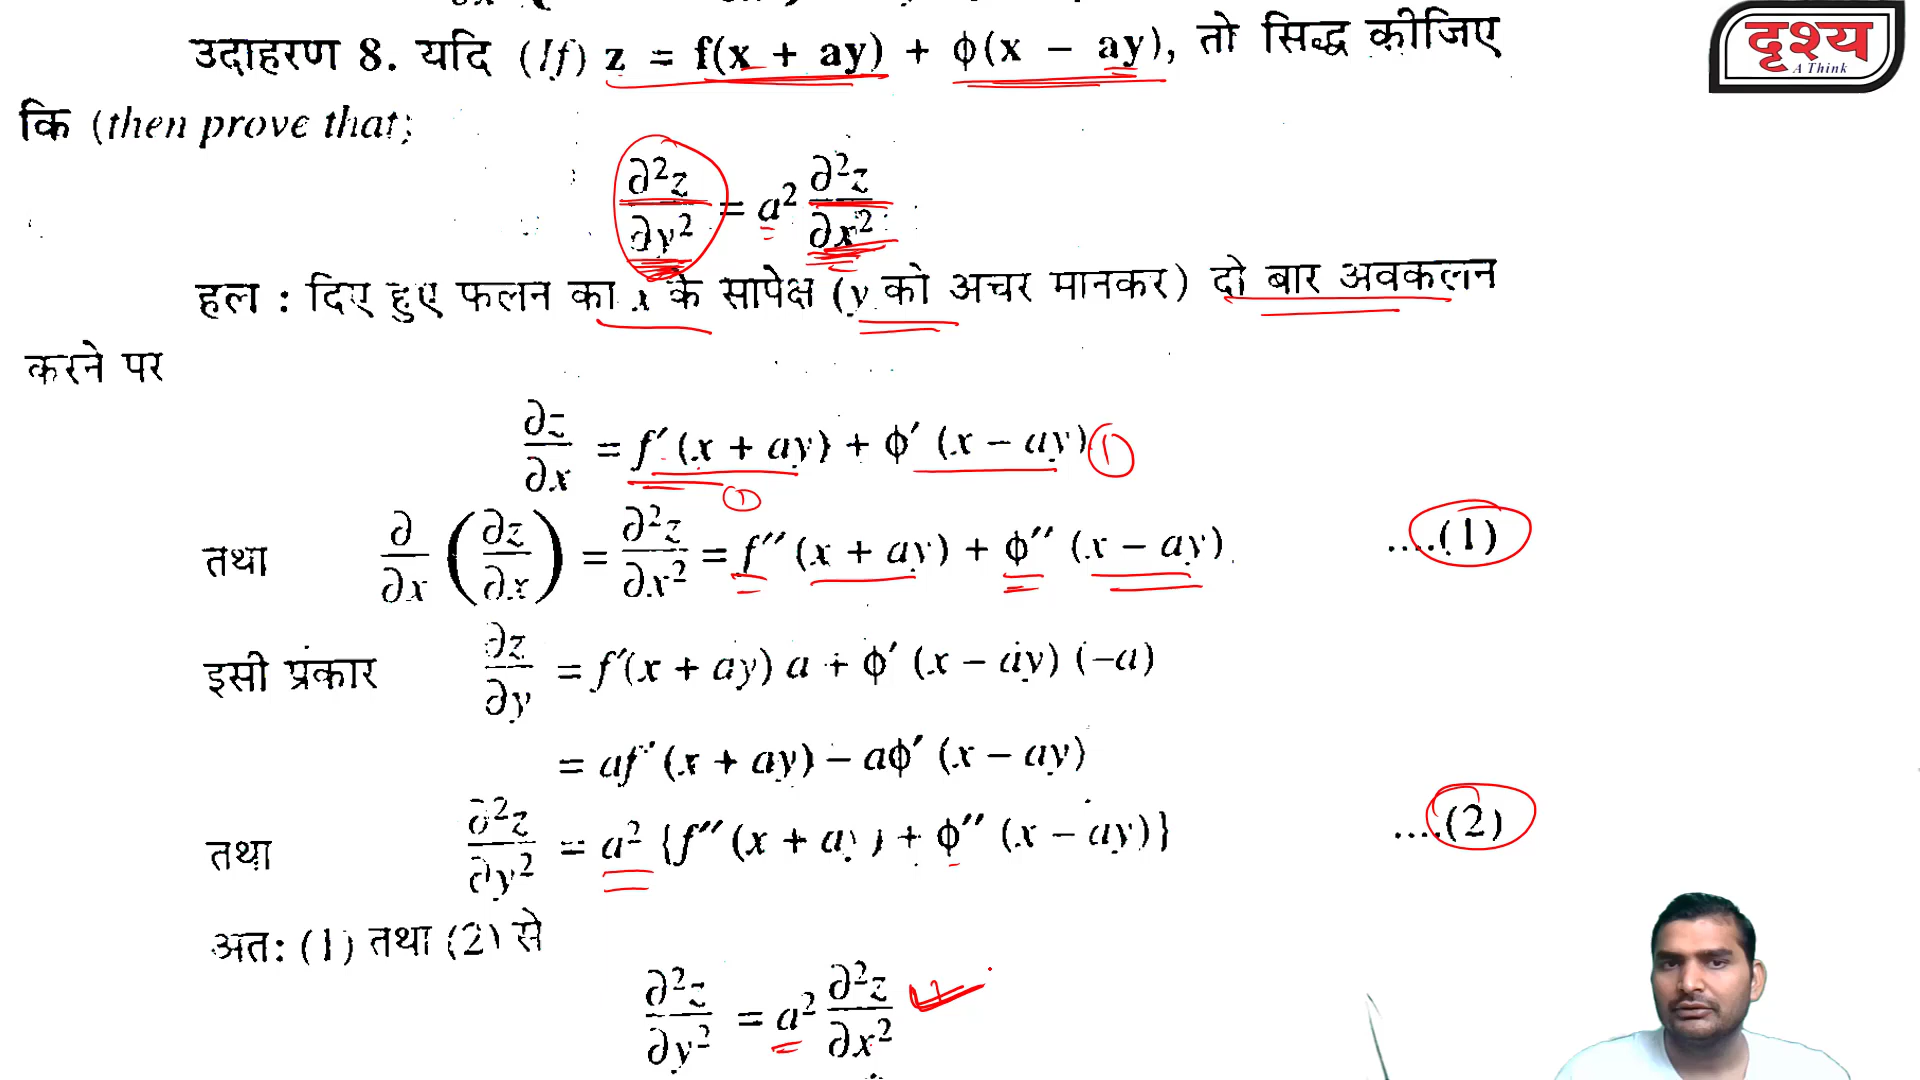 दृश्य
A Think
उदाहरण 8. यदि (If) z = f(x + ay) + ϕ(x − ay), तो सिद्ध कीजिए
कि (then prove that)
∂²z/∂y² = a² ∂²z/∂x²
हल : दिए हुए फलन का x के सापेक्ष (y को अचर मानकर) दो बार अवकलन
करने पर
∂z/∂x = f′ (x + ay) + ϕ′ (x − ay) ①
①
तथा ∂/∂x (∂z/∂x) = ∂²z/∂x² = f″ (x + ay) + ϕ″ (x − ay) ....(1)
इसी प्रकार ∂z/∂y = f′(x + ay) a + ϕ′ (x − ay) (−a)
= af′ (x + ay) − aϕ′ (x − ay)
तथा ∂²z/∂y² = a² {f″ (x + ay) + ϕ″ (x − ay)} ....(2)
अत: (1) तथा (2) से
∂²z/∂y² = a² ∂²z/∂x²